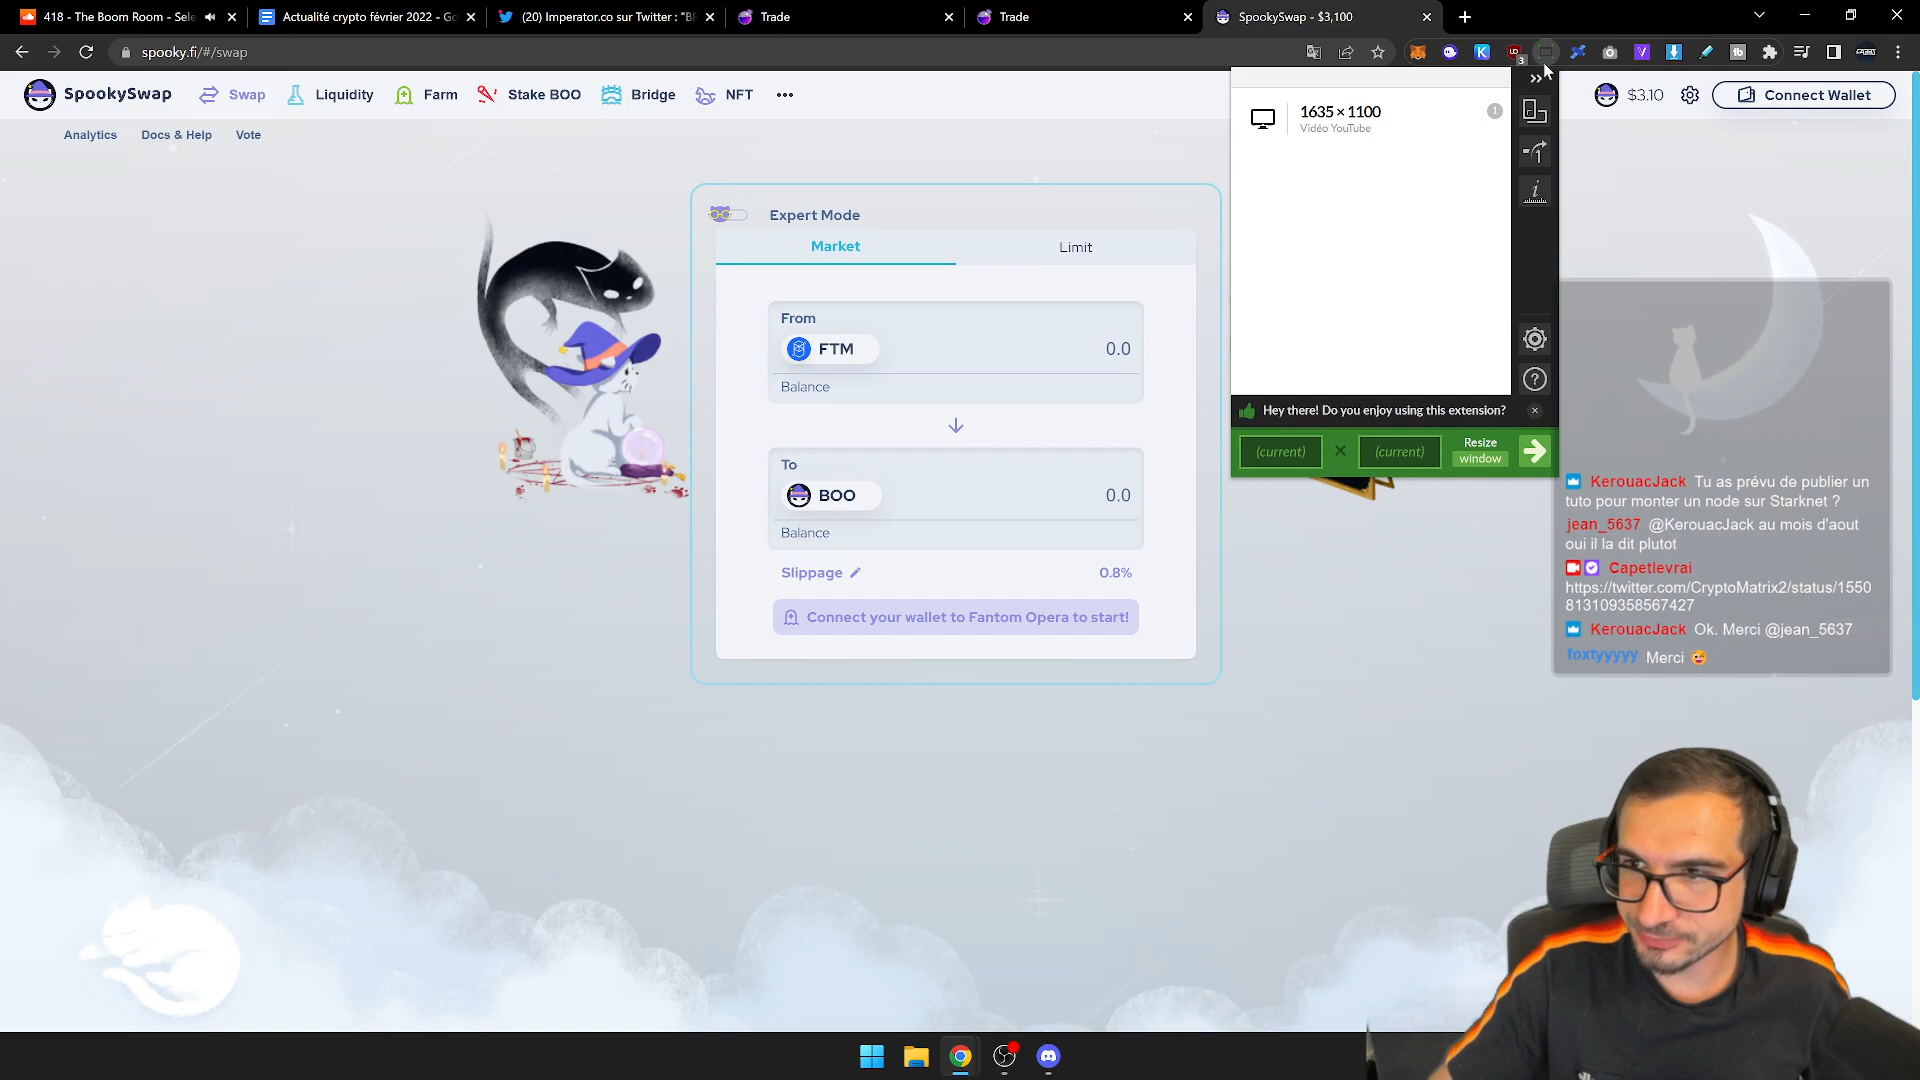 418 - The Boom Room - Sele
Actualité crypto février 2022 - Go
(20) Imperator.co sur Twitter : "BR
Trade
Trade
SpookySwap - $3,100
spooky.fi/#/swap
3
SpookySwap
Swap
Liquidity
Farm
Stake BOO
Bridge
NFT
$3.10
Connect Wallet
Analytics
Docs & Help
Vote
1635 × 1100
Vidéo YouTube
1
Expert Mode
Market
Limit
From
FTM
0.0
Balance
To
BOO
0.0
Balance
Slippage
0.8%
Connect your wallet to Fantom Opera to start!
Hey there! Do you enjoy using this extension?
(current)
(current)
Resize
window
KerouacJack Tu as prévu de publier un
tuto pour monter un node sur Starknet ?
jean_5637 @KerouacJack au mois d'aout
oui il la dit plutot
Capetlevrai
https://twitter.com/CryptoMatrix2/status/1550
813109358567427
KerouacJack Ok. Merci @jean_5637
foxtyyyyy Merci